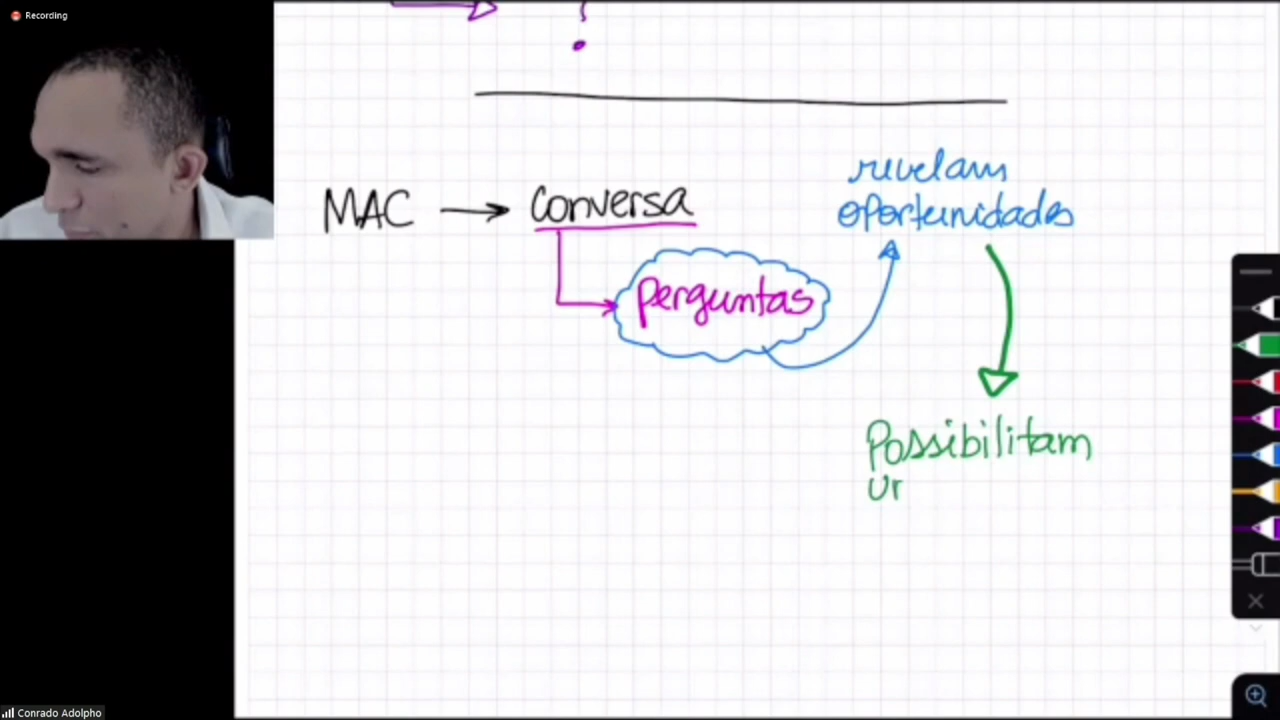 Recording
?
MAC → conversa
perguntas
revelam
oportunidades
Possibilitam
ur
Conrado Adolpho